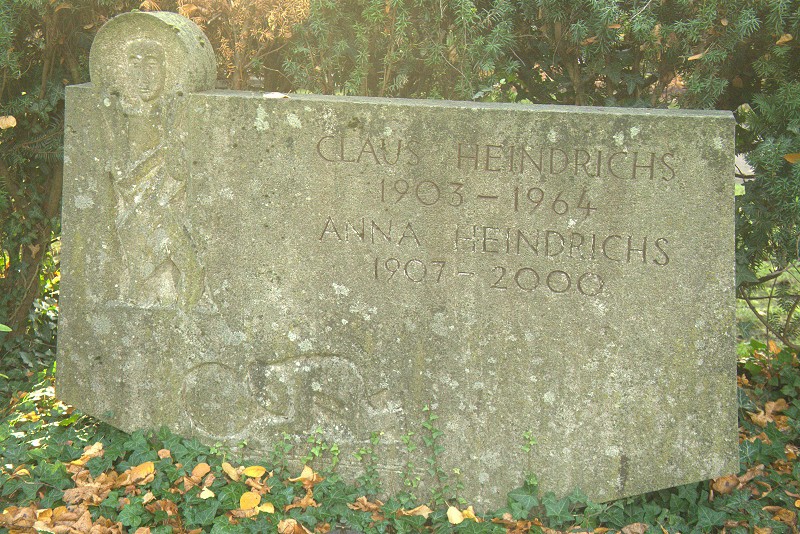 CLAUS HEINDRICHS
1903 – 1964
ANNA HEINDRICHS
1907 – 2000